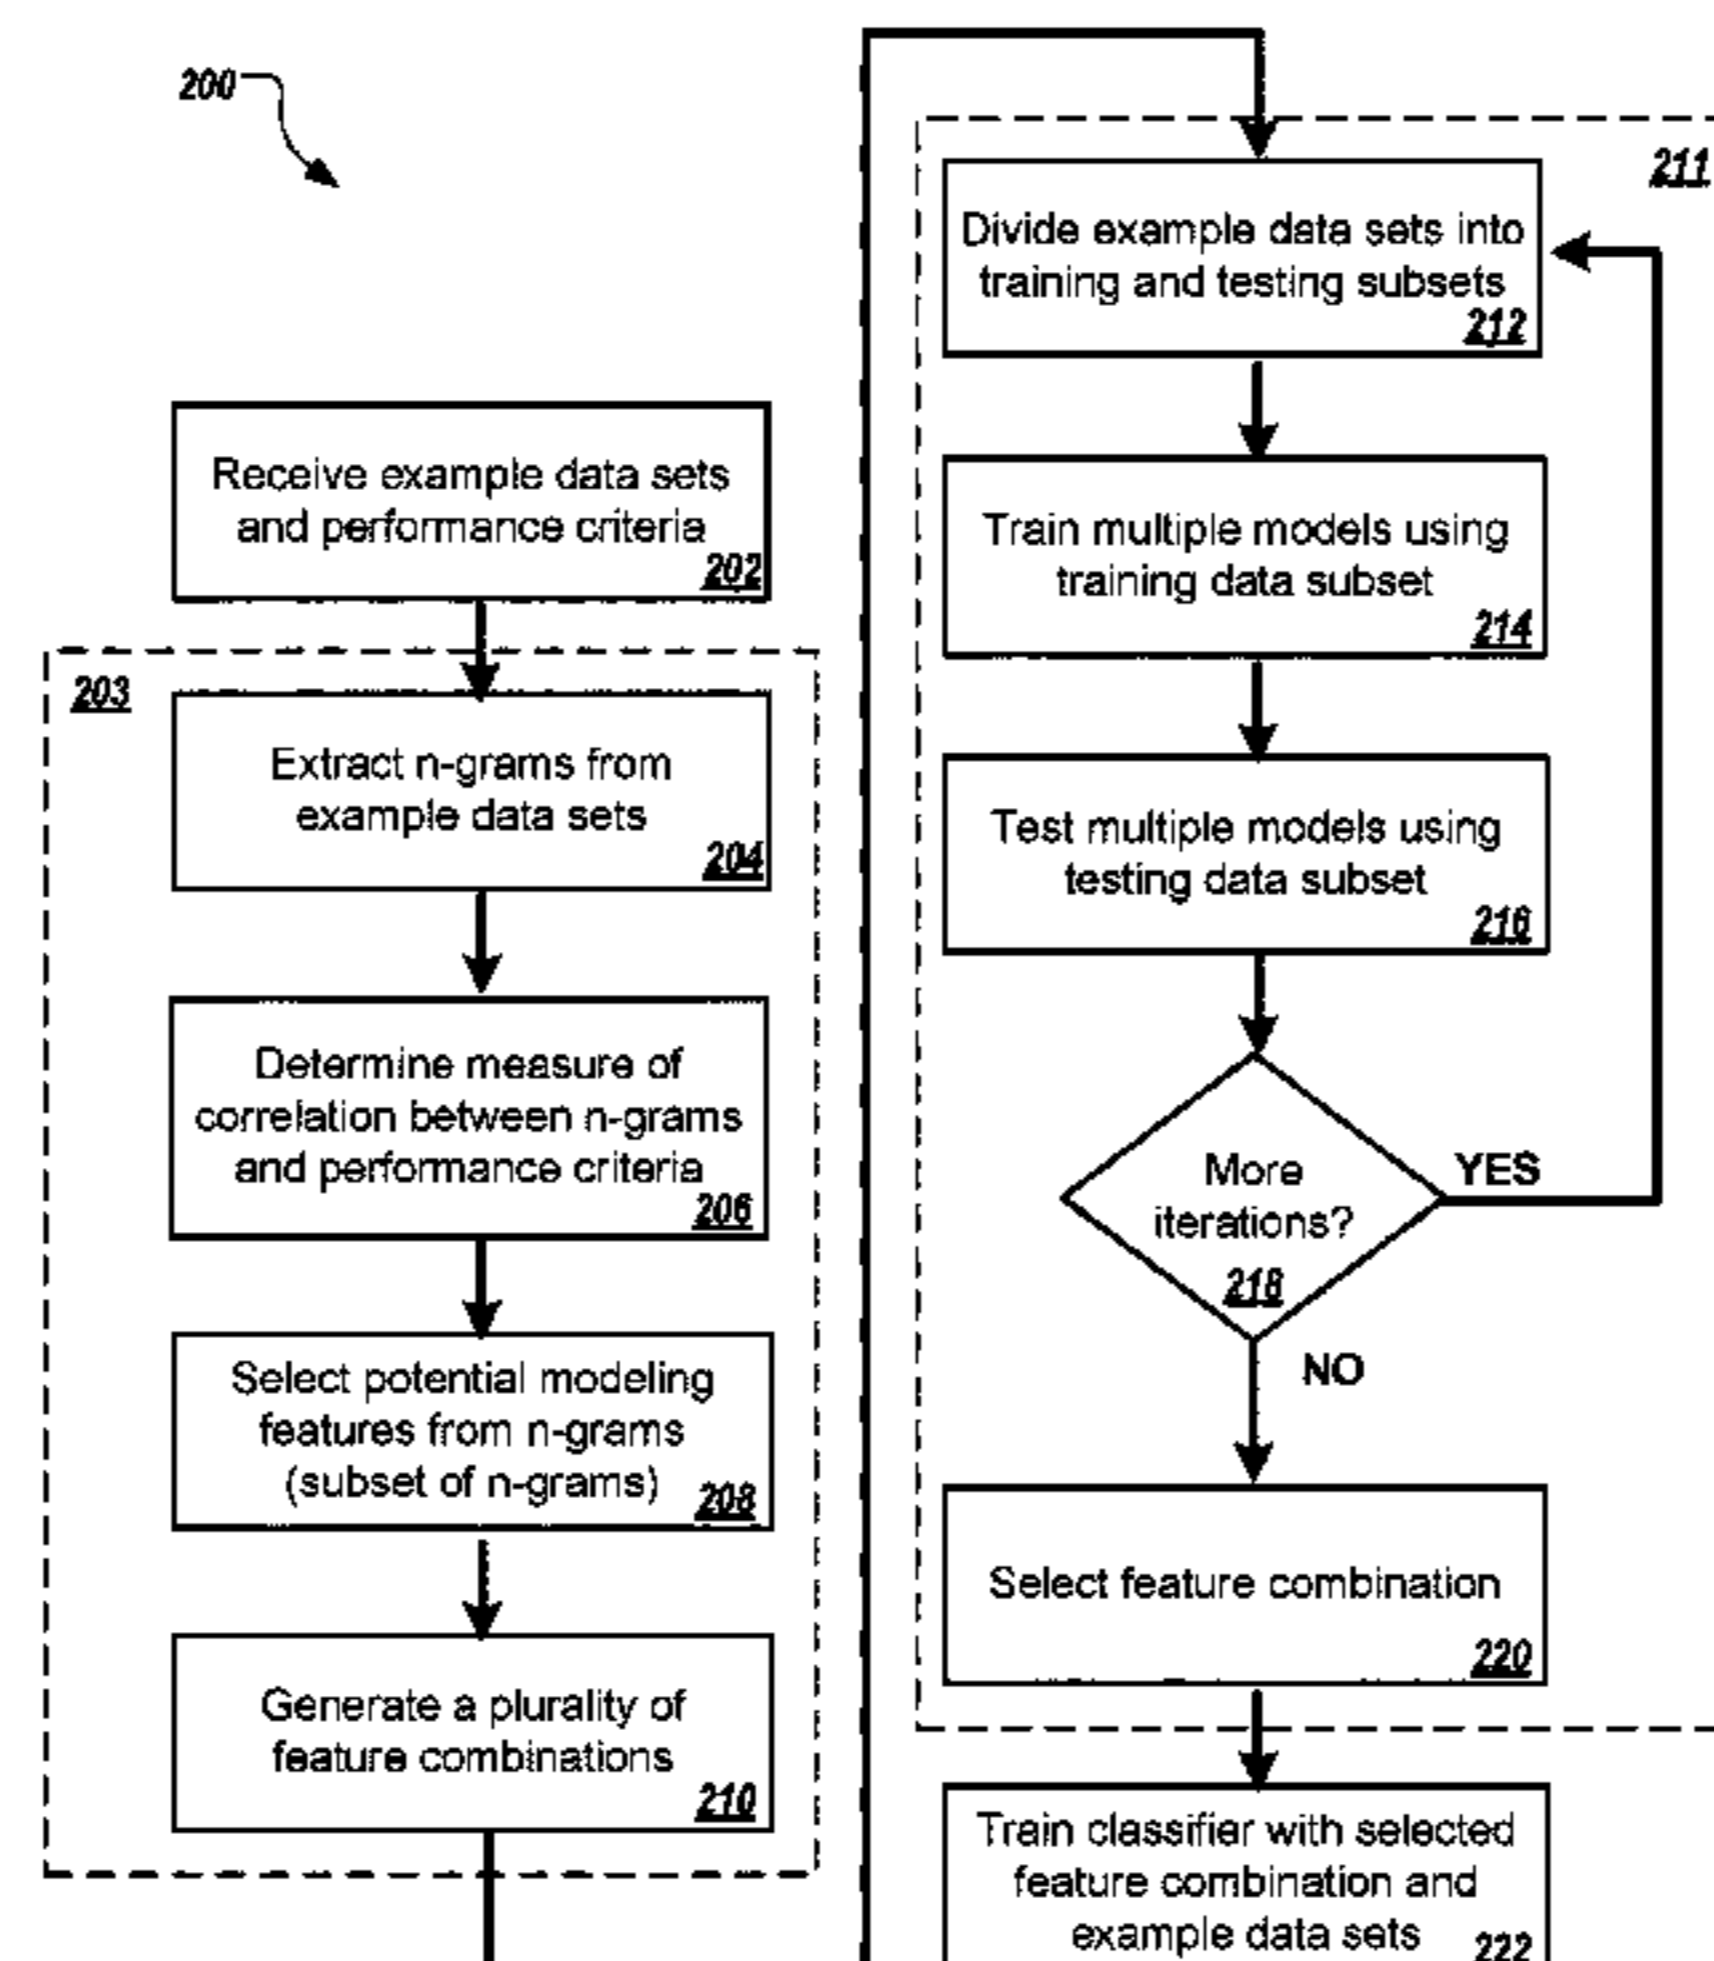 200
Receive example data sets
and performance criteria
202
203
Extract n-grams from
example data sets
204
Determine measure of
correlation between n-grams
and performance criteria
206
Select potential modeling
features from n-grams
(subset of n-grams)
208
Generate a plurality of
feature combinations
210
211
Divide example data sets into
training and testing subsets
212
Train multiple models using
training data subset
214
Test multiple models using
testing data subset
216
More
iterations?
218
YES
NO
Select feature combination
220
Train classifier with selected
feature combination and
example data sets
222